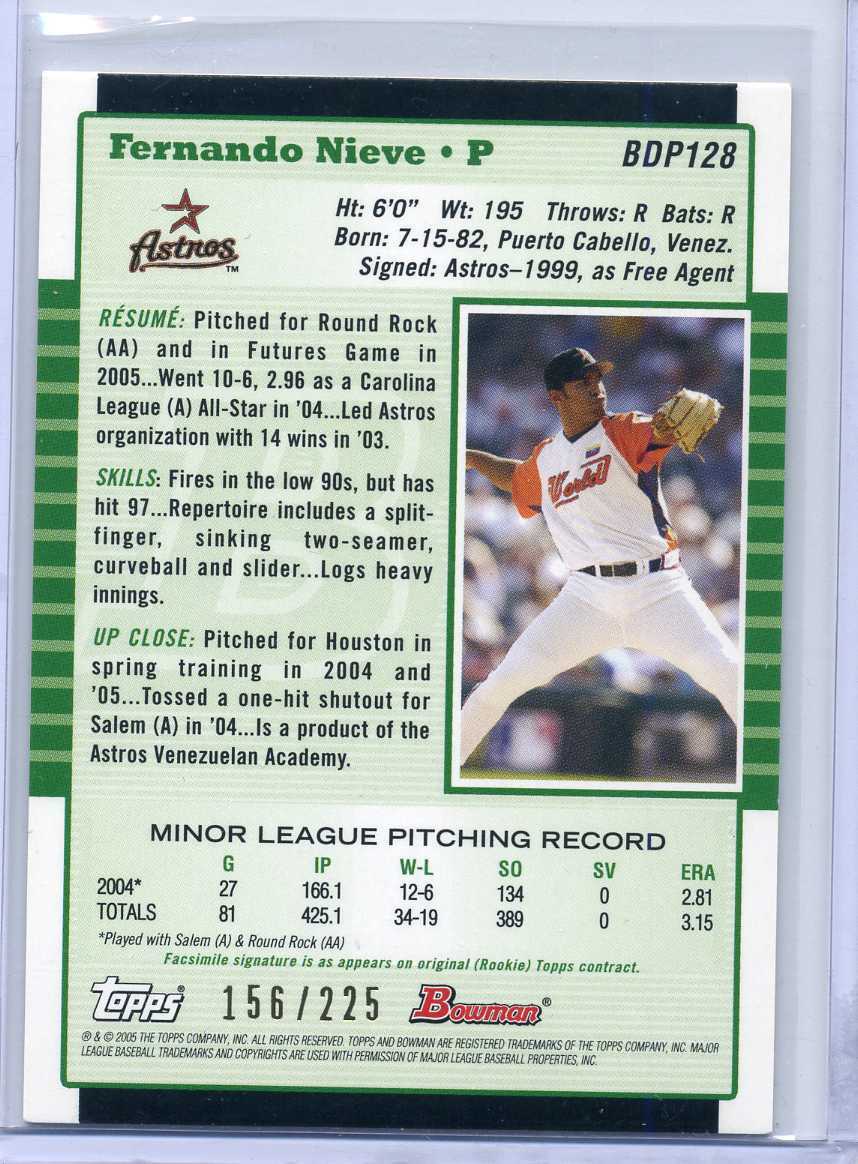 Fernando Nieve • P
BDP128
Astros™
Ht: 6'0" Wt: 195 Throws: R Bats: R
Born: 7-15-82, Puerto Cabello, Venez.
Signed: Astros–1999, as Free Agent
RÉSUMÉ: Pitched for Round Rock
(AA) and in Futures Game in
2005...Went 10-6, 2.96 as a Carolina
League (A) All-Star in '04...Led Astros
organization with 14 wins in '03.
SKILLS: Fires in the low 90s, but has
hit 97...Repertoire includes a split-
finger, sinking two-seamer,
curveball and slider...Logs heavy
innings.
UP CLOSE: Pitched for Houston in
spring training in 2004 and
'05...Tossed a one-hit shutout for
Salem (A) in '04...Is a product of the
Astros Venezuelan Academy.
World
MINOR LEAGUE PITCHING RECORD
G IP W-L SO SV ERA
2004* 27 166.1 12-6 134 0 2.81
TOTALS 81 425.1 34-19 389 0 3.15
*Played with Salem (A) & Round Rock (AA)
Facsimile signature is as appears on original (Rookie) Topps contract.
Topps® 156/225 Bowman®
® & © 2005 THE TOPPS COMPANY, INC. ALL RIGHTS RESERVED. TOPPS AND BOWMAN ARE REGISTERED TRADEMARKS OF THE TOPPS COMPANY, INC. MAJOR
LEAGUE BASEBALL TRADEMARKS AND COPYRIGHTS ARE USED WITH PERMISSION OF MAJOR LEAGUE BASEBALL PROPERTIES, INC.